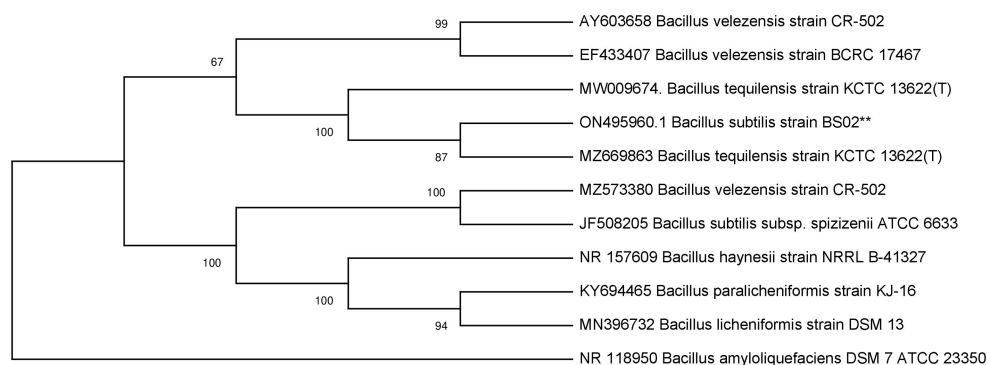 99
AY603658 Bacillus velezensis strain CR-502
EF433407 Bacillus velezensis strain BCRC 17467
67
MW009674. Bacillus tequilensis strain KCTC 13622(T)
100
ON495960.1 Bacillus subtilis strain BS02**
87
MZ669863 Bacillus tequilensis strain KCTC 13622(T)
100
MZ573380 Bacillus velezensis strain CR-502
JF508205 Bacillus subtilis subsp. spizizenii ATCC 6633
100
NR 157609 Bacillus haynesii strain NRRL B-41327
100
KY694465 Bacillus paralicheniformis strain KJ-16
94
MN396732 Bacillus licheniformis strain DSM 13
NR 118950 Bacillus amyloliquefaciens DSM 7 ATCC 23350